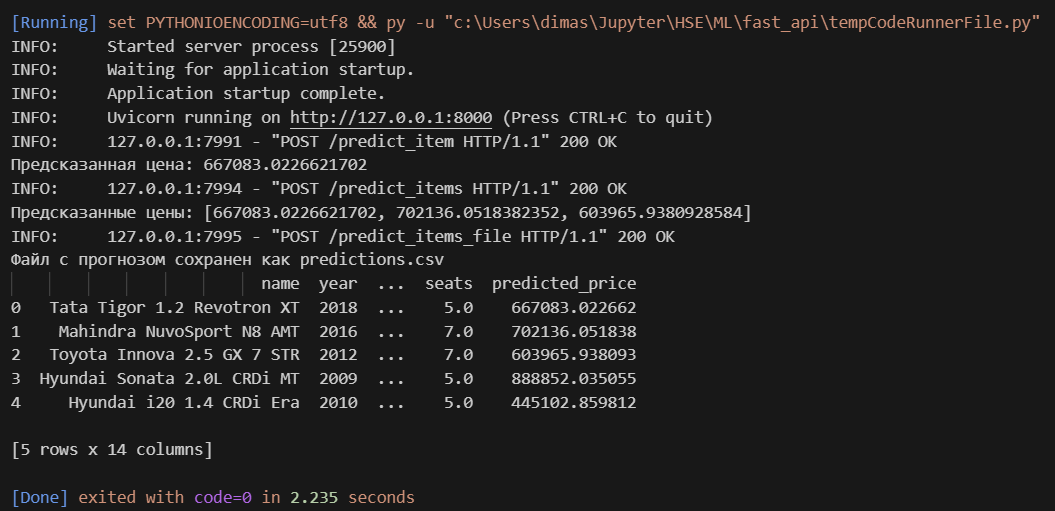 [Running] set PYTHONIOENCODING=utf8 && py -u "c:\Users\dimas\Jupyter\HSE\ML\fast_api\tempCodeRunnerFile.py"
INFO:     Started server process [25900]
INFO:     Waiting for application startup.
INFO:     Application startup complete.
INFO:     Uvicorn running on http://127.0.0.1:8000 (Press CTRL+C to quit)
INFO:     127.0.0.1:7991 - "POST /predict_item HTTP/1.1" 200 OK
Предсказанная цена: 667083.0226621702
INFO:     127.0.0.1:7994 - "POST /predict_items HTTP/1.1" 200 OK
Предсказанные цены: [667083.0226621702, 702136.0518382352, 603965.9380928584]
INFO:     127.0.0.1:7995 - "POST /predict_items_file HTTP/1.1" 200 OK
Файл с прогнозом сохранен как predictions.csv
                          name  year  ...  seats  predicted_price
0   Tata Tigor 1.2 Revotron XT  2018  ...    5.0    667083.022662
1    Mahindra NuvoSport N8 AMT  2016  ...    7.0    702136.051838
2   Toyota Innova 2.5 GX 7 STR  2012  ...    7.0    603965.938093
3  Hyundai Sonata 2.0L CRDi MT  2009  ...    5.0    888852.035055
4     Hyundai i20 1.4 CRDi Era  2010  ...    5.0    445102.859812
[5 rows x 14 columns]
[Done] exited with code=0 in 2.235 seconds